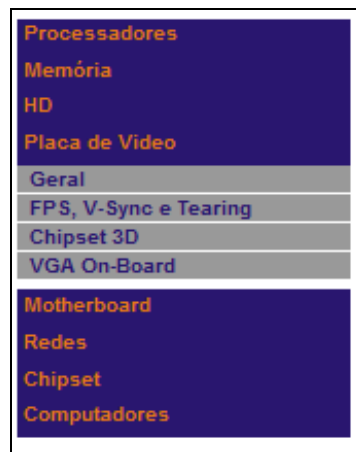 Processadores
Memória
HD
Placa de Video
Geral
FPS, V-Sync e Tearing
Chipset 3D
VGA On-Board
Motherboard
Redes
Chipset
Computadores